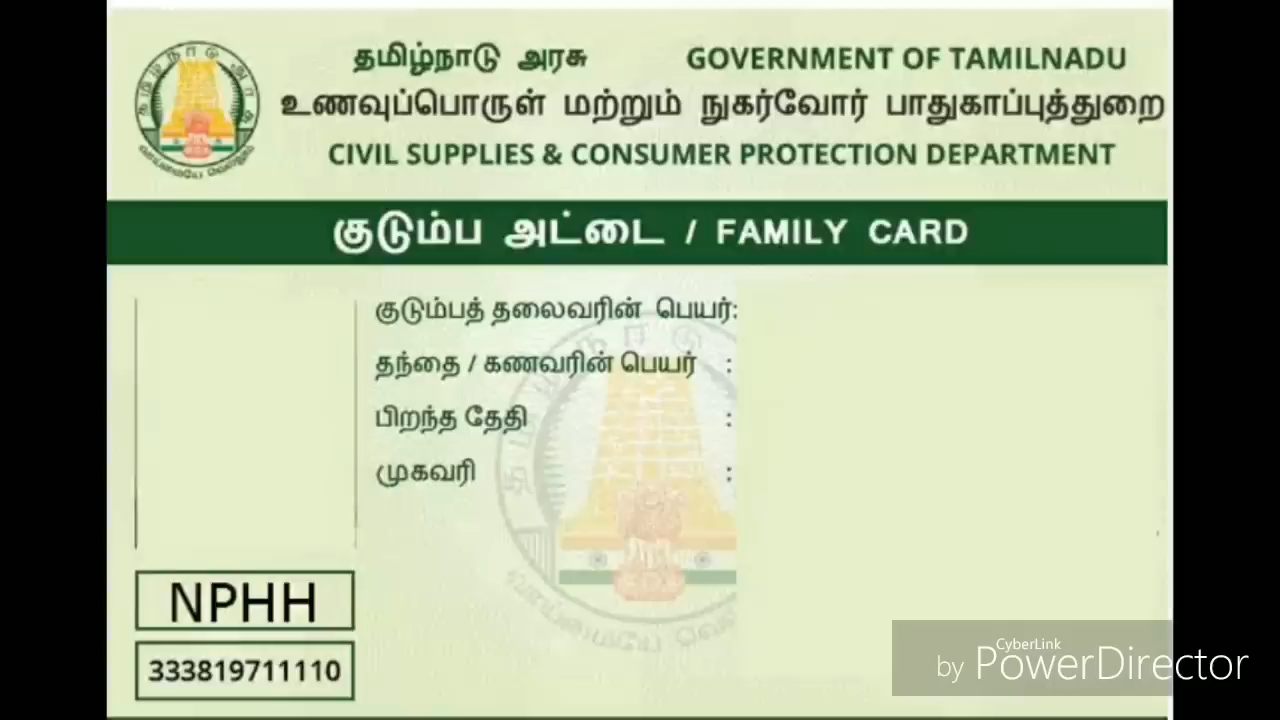 தமிழ்நாடு அரசு GOVERNMENT OF TAMILNADU
உணவுப்பொருள் மற்றும் நுகர்வோர் பாதுகாப்புத்துறை
CIVIL SUPPLIES & CONSUMER PROTECTION DEPARTMENT
குடும்ப அட்டை / FAMILY CARD
குடும்பத் தலைவரின் பெயர்:
தந்தை / கணவரின் பெயர் :
பிறந்த தேதி :
முகவரி :
NPHH
333819711110
CyberLink
by PowerDirector